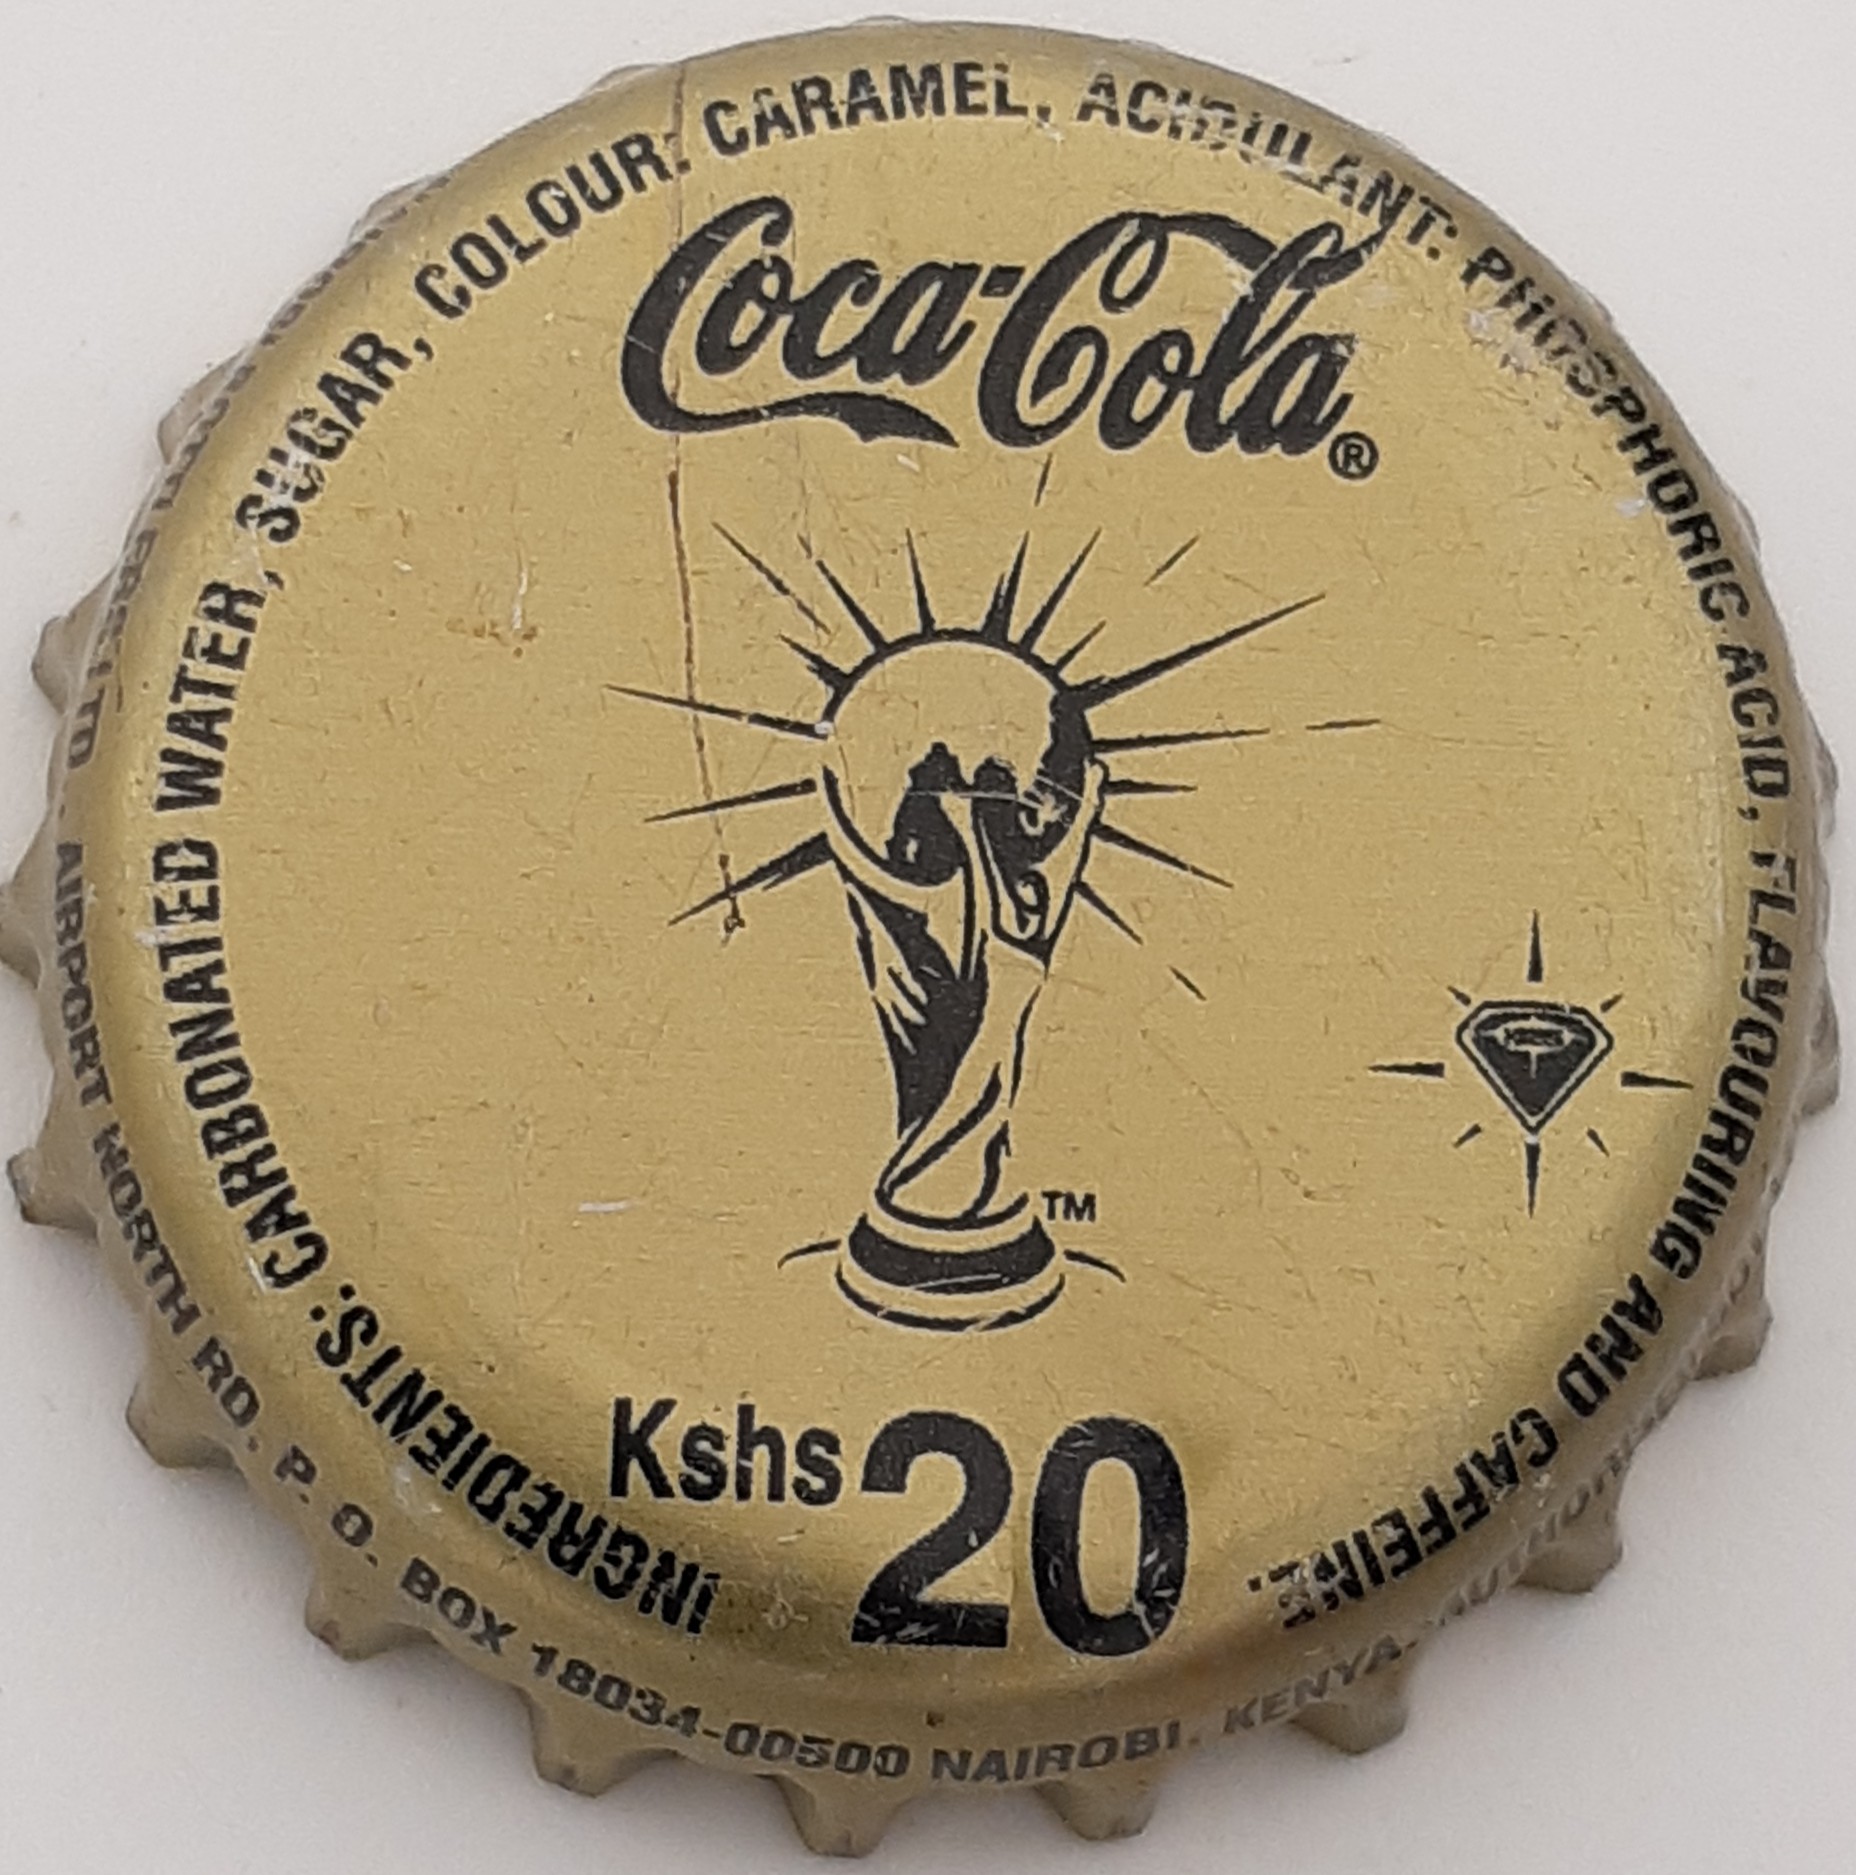 Coca-Cola®
TM
Kshs 20
INGREDIENTS: CARBONATED WATER, SUGAR, COLOUR: CARAMEL, ACIDULANT: PHOSPHORIC ACID, FLAVOURING AND CAFFEINE.
LTD. AIRPORT NORTH RD. P. O. BOX 18034-00500 NAIROBI. KENYA.